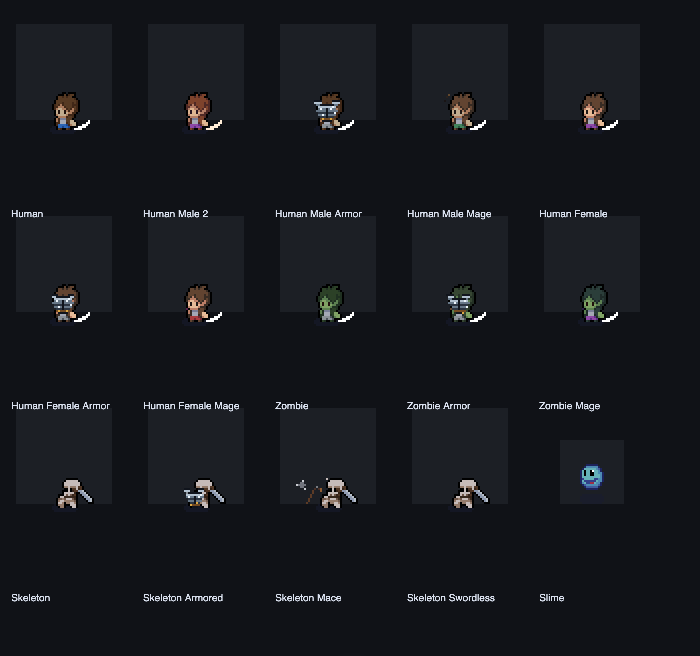 Human
Human Male 2
Human Male Armor
Human Male Mage
Human Female
Human Female Armor
Human Female Mage
Zombie
Zombie Armor
Zombie Mage
Skeleton
Skeleton Armored
Skeleton Mace
Skeleton Swordless
Slime